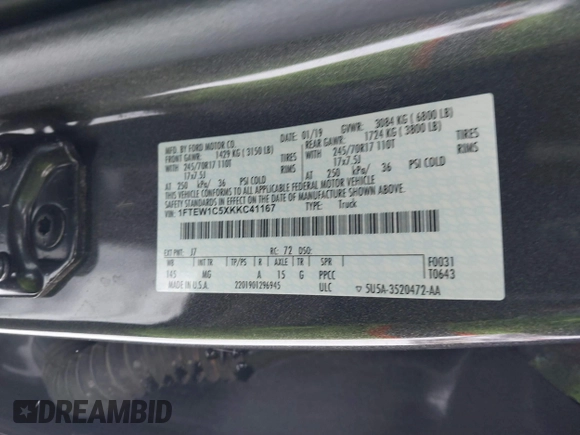 MFD. BY FORD MOTOR CO.
01/19 GVWR: 3084 KG ( 6800 LB)
FRONT GAWR: 1429 KG ( 3150 LB)
REAR GAWR: 1724 KG ( 3800 LB)
WITH 245/70R17 110T TIRES
WITH 245/70R17 110T TIRES
17x7.5J RIMS
17x7.5J RIMS
AT 250 kPa/ 36 PSI COLD
AT 250 kPa/ 36 PSI COLD
THIS VEHICLE CONFORMS TO ALL APPLICABLE FEDERAL MOTOR VEHICLE
SAFETY STANDARDS IN EFFECT ON THE DATE OF MANUFACTURE SHOWN ABOVE.
VIN: 1FTEW1C5XKKC41167 TYPE: Truck
EXT PNT: J7 RC: 72 DSO:
WB INT TR TP/PS R AXLE TR SPR F0031
145 MG A 15 G PPCC T0643
MADE IN U.S.A. 2201901296945 ULC 5U5A-3520472-AA
DREAMBID